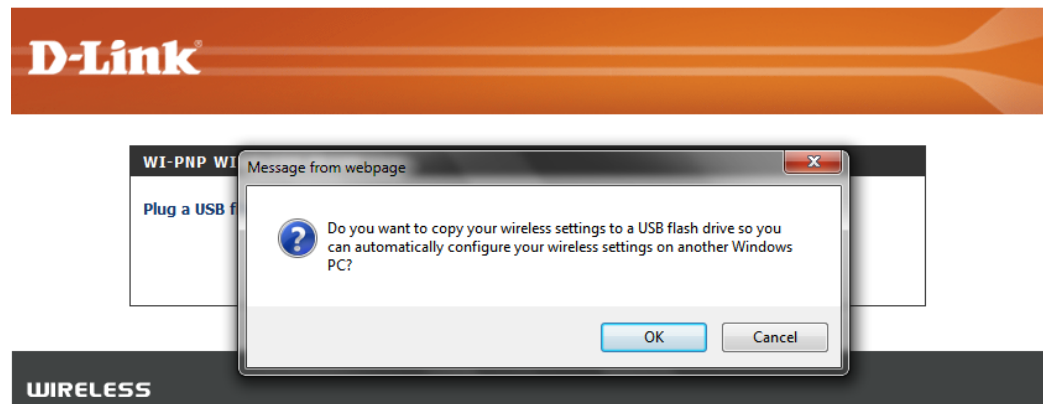 D-Link®
WI-PNP WI
Message from webpage
Plug a USB f
Do you want to copy your wireless settings to a USB flash drive so you
can automatically configure your wireless settings on another Windows
PC?
OK Cancel
WIRELESS